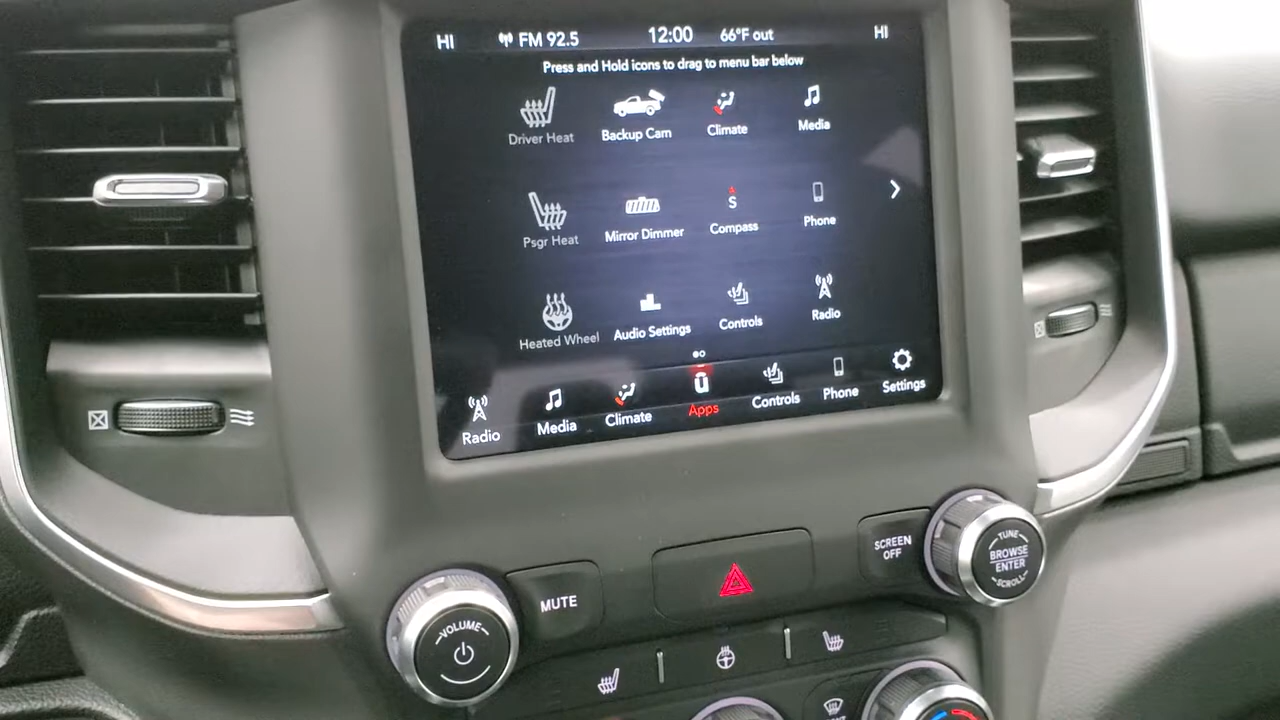 HI FM 92.5 12:00 66°F out HI
Press and Hold icons to drag to menu bar below
Driver Heat Backup Cam Climate Media
S
Psgr Heat Mirror Dimmer Compass Phone
Heated Wheel Audio Settings Controls Radio
Radio Media Climate Apps Controls Phone Settings
VOLUME
MUTE
SCREEN
OFF
TUNE
BROWSE
ENTER
SCROLL